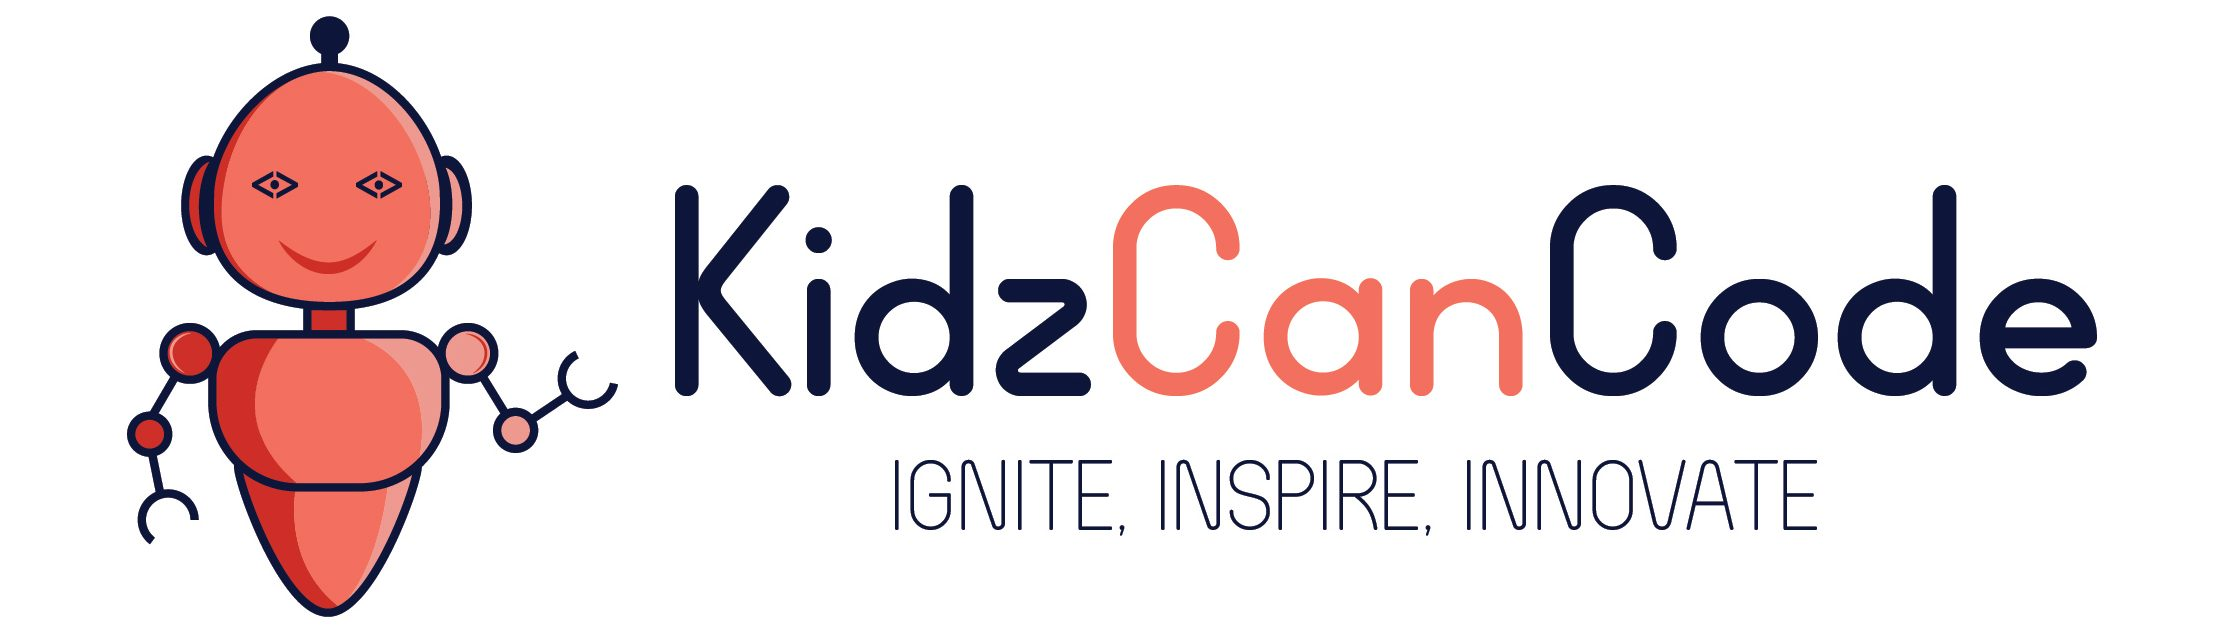 KidzCanCode
IGNITE, INSPIRE, INNOVATE